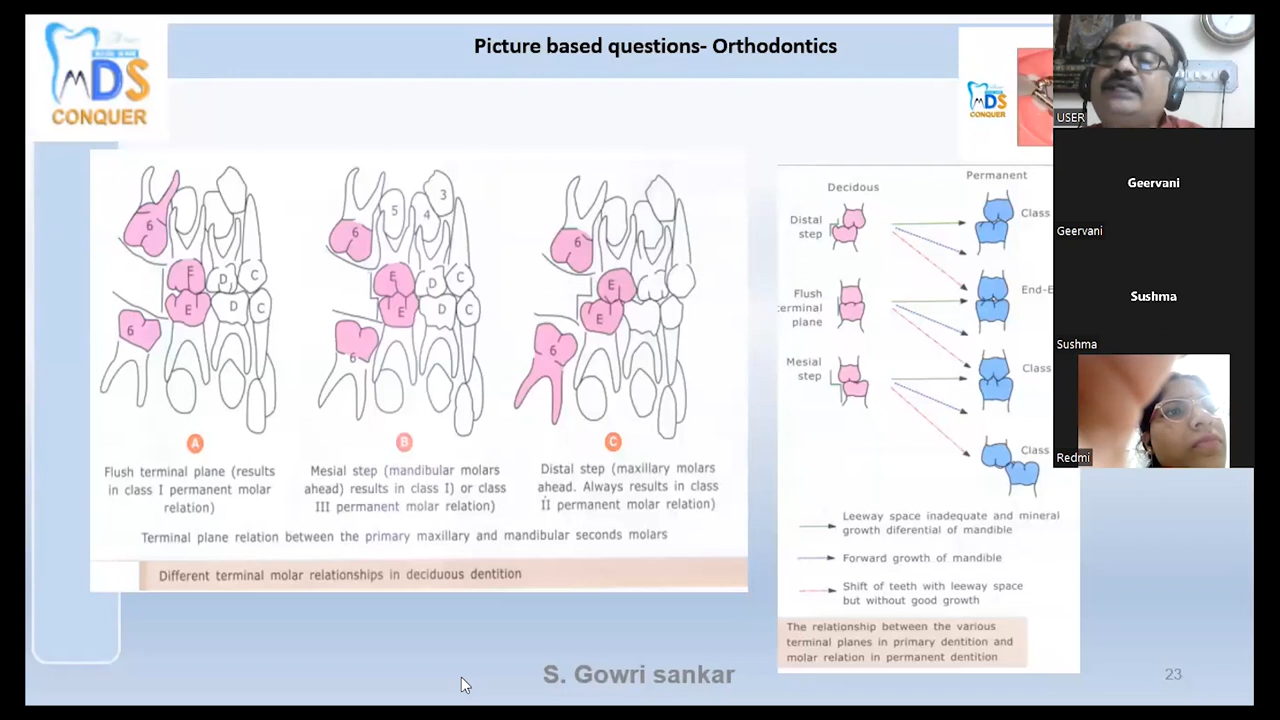 Picture based questions- Orthodontics
MDS
CONQUER
MDS
CONQUER
USER
Geervani
Geervani
Sushma
Sushma
Redmi
6
E
E
D
D
C
C
6
A
Flush terminal plane (results
in class I permanent molar
relation)
5
4
3
6
E
E
D
D
C
C
6
B
Mesial step (mandibular molars
ahead) results in class I) or class
III permanent molar relation)
6
E
E
6
C
Distal step (maxillary molars
ahead. Always results in class
II permanent molar relation)
Terminal plane relation between the primary maxillary and mandibular seconds molars
Different terminal molar relationships in deciduous dentition
Decidous
Permanent
Distal
step
Class
Flush
terminal
plane
End-E
Mesial
step
Class
Class
Leeway space inadequate and mineral
growth diferential of mandible
Forward growth of mandible
Shift of teeth with leeway space
but without good growth
The relationship between the various
terminal planes in primary dentition and
molar relation in permanent dentition
S. Gowri sankar
23